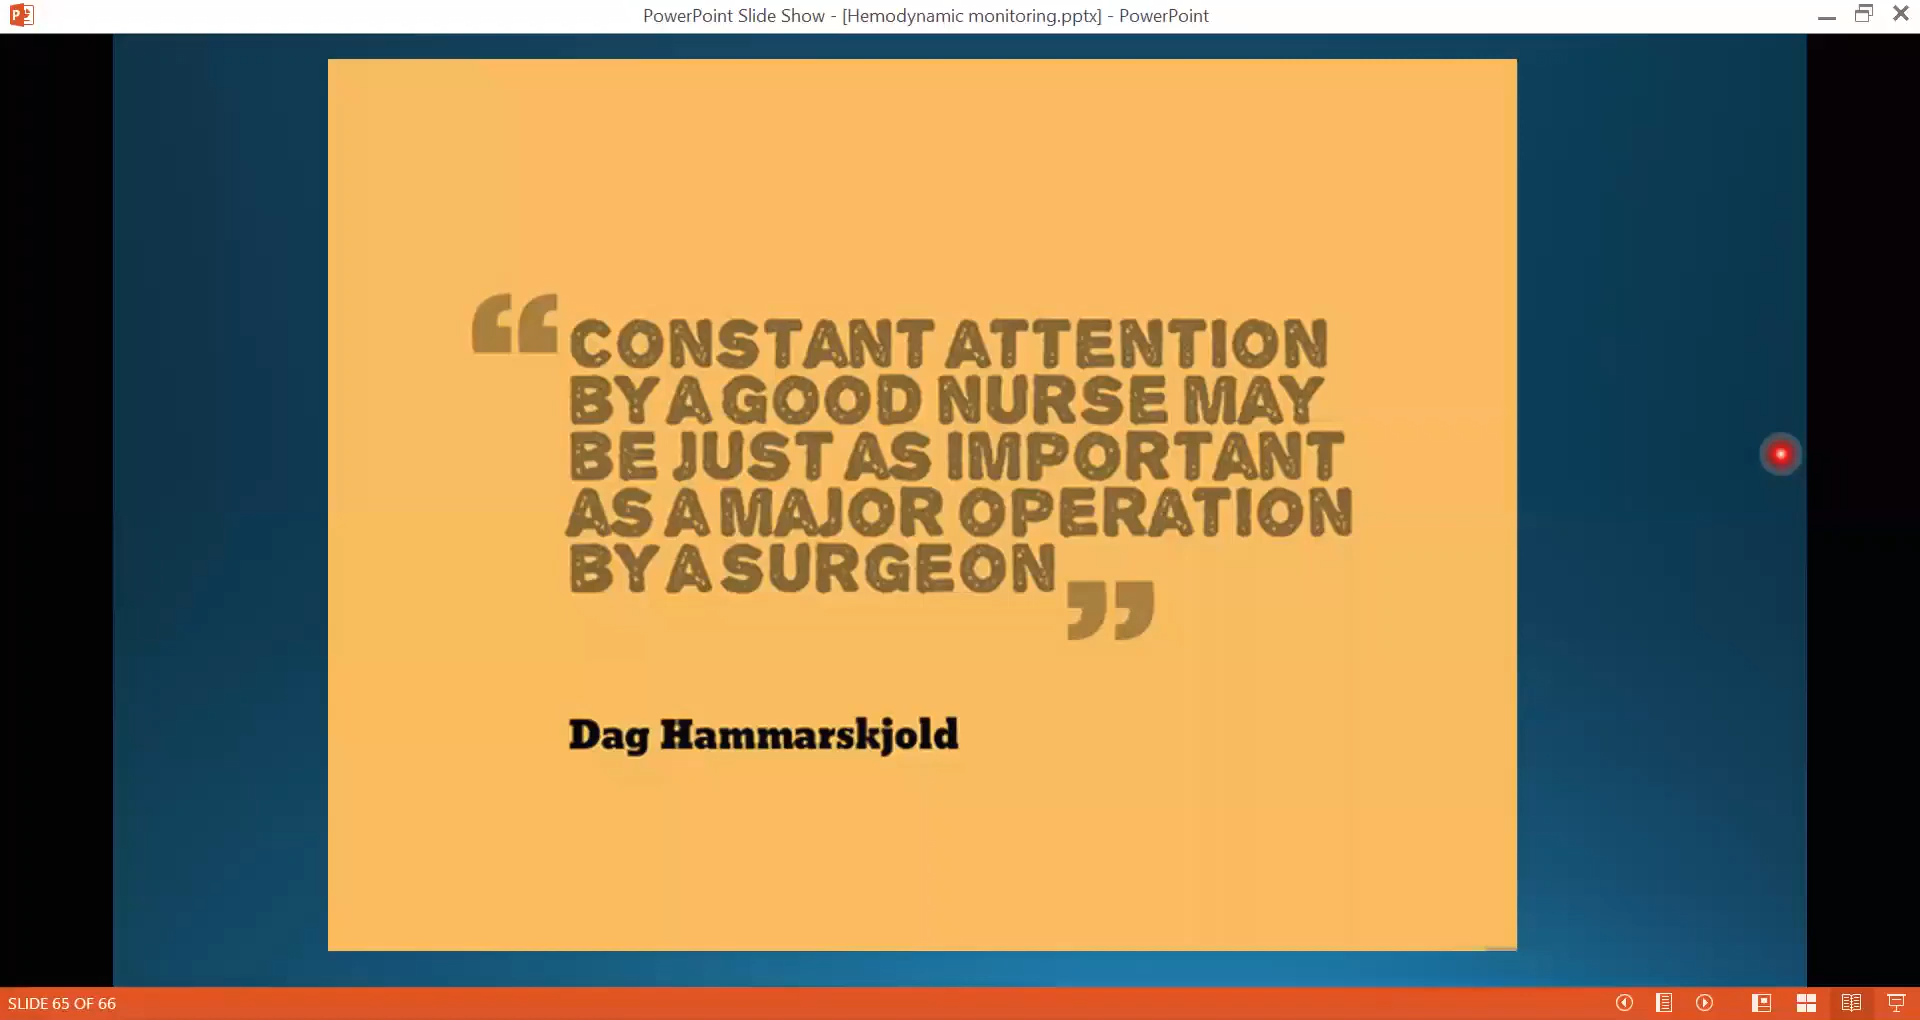 PowerPoint Slide Show - [Hemodynamic monitoring.pptx] - PowerPoint
“CONSTANT ATTENTION
BY A GOOD NURSE MAY
BE JUST AS IMPORTANT
AS A MAJOR OPERATION
BY A SURGEON”
Dag Hammarskjold
SLIDE 65 OF 66